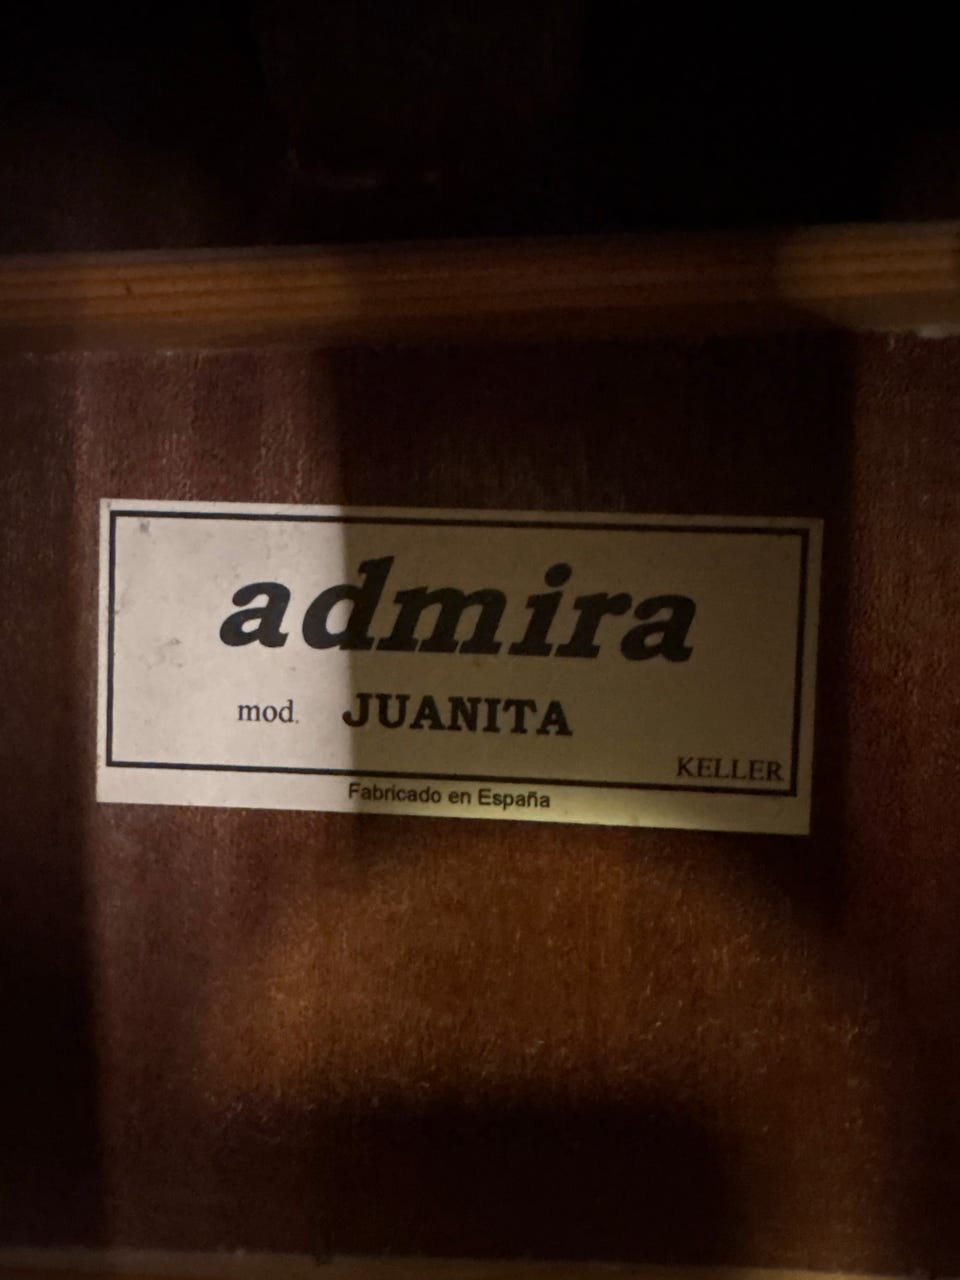 admira
mod. JUANITA
KELLER
Fabricado en España